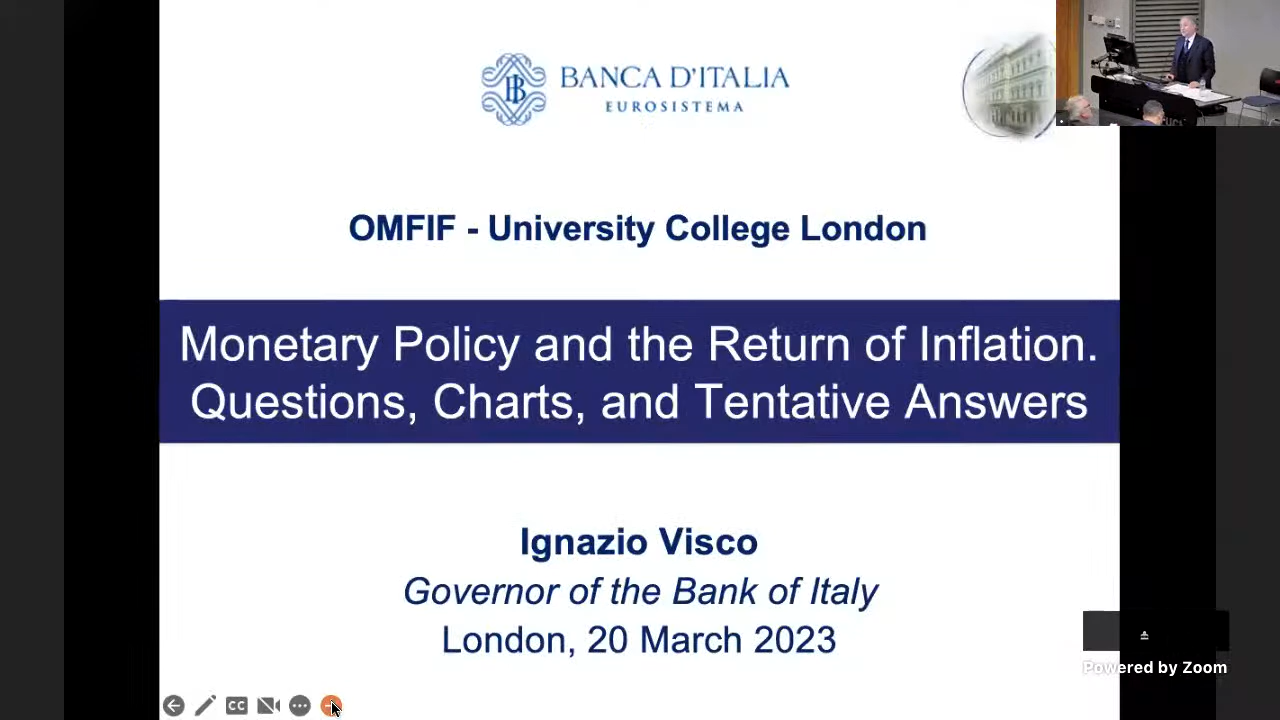 BANCA D'ITALIA
EUROSISTEMA
OMFIF - University College London
Monetary Policy and the Return of Inflation.
Questions, Charts, and Tentative Answers
Ignazio Visco
Governor of the Bank of Italy
London, 20 March 2023
Powered by Zoom
CC